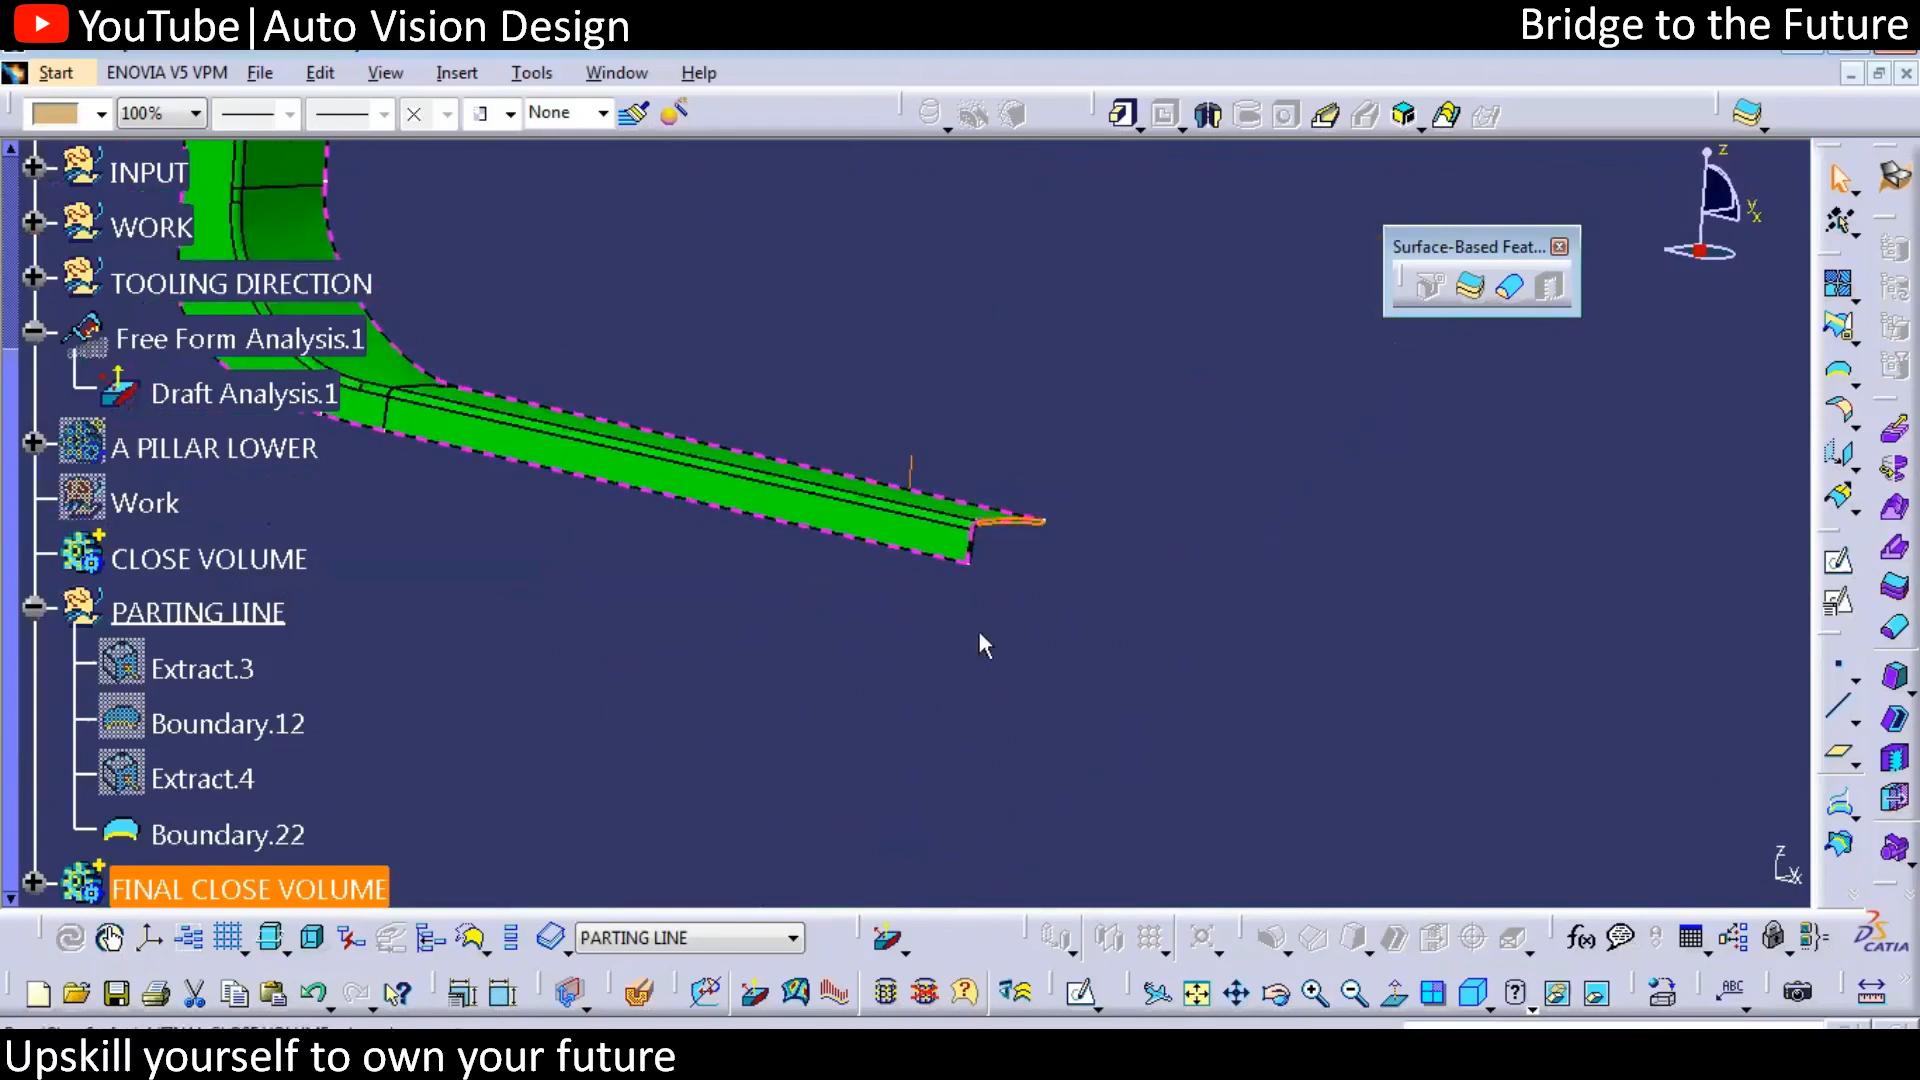 YouTube|Auto Vision Design
Bridge to the Future
Start ENOVIA V5 VPM File Edit View Insert Tools Window Help
100% None
INPUT
WORK
TOOLING DIRECTION
Free Form Analysis.1
Draft Analysis.1
A PILLAR LOWER
Work
CLOSE VOLUME
PARTING LINE
Extract.3
Boundary.12
Extract.4
Boundary.22
FINAL CLOSE VOLUME
Surface-Based Feat...
z
y
x
z
y
x
PARTING LINE
f(x)
CATIA
ABC
Upskill yourself to own your future